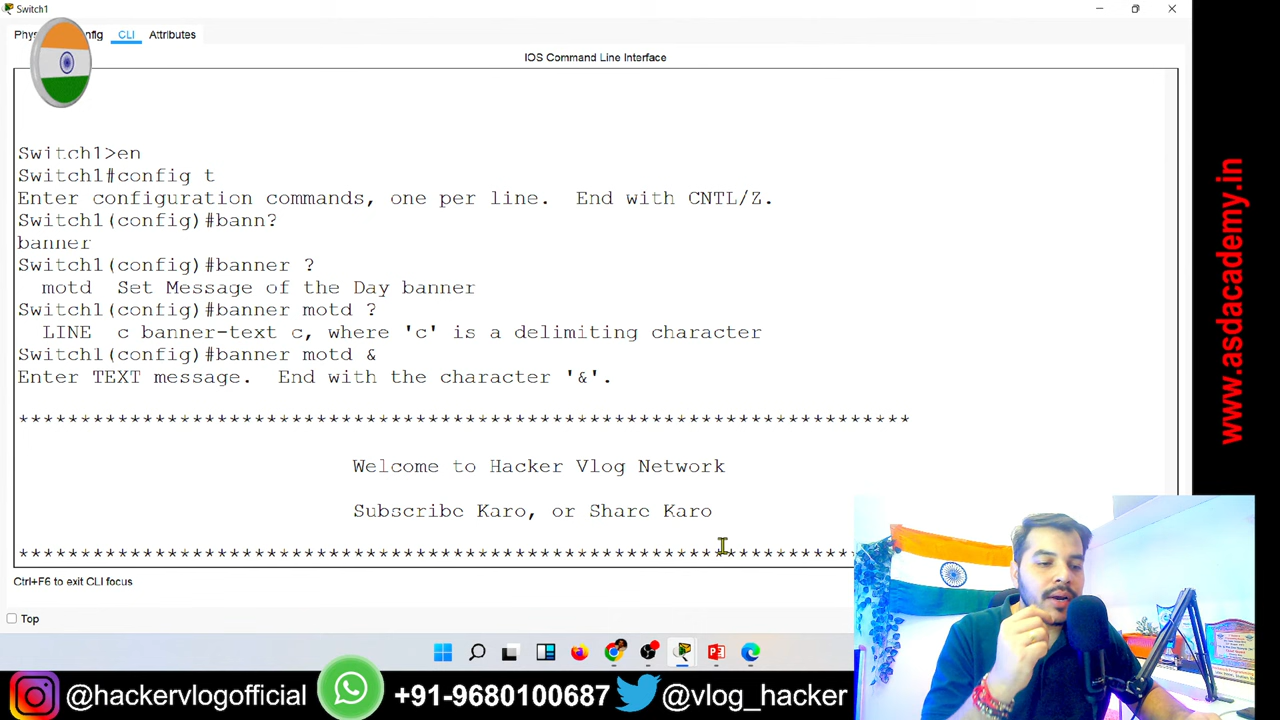 Switch1
Phy
nfig
CLI
Attributes
IOS Command Line Interface
Switch1>en
Switch1#config t
Enter configuration commands, one per line.  End with CNTL/Z.
Switch1(config)#bann?
banner
Switch1(config)#banner ?
motd  Set Message of the Day banner
Switch1(config)#banner motd ?
LINE  c banner-text c, where 'c' is a delimiting character
Switch1(config)#banner motd &
Enter TEXT message.  End with the character '&'.
************************************************************************
Welcome to Hacker Vlog Network
Subscribe Karo, or Share Karo
*******************************************************************
Ctrl+F6 to exit CLI focus
Top
www.asdacademy.in
@hackervlogofficial
+91-9680100687
@vlog_hacker